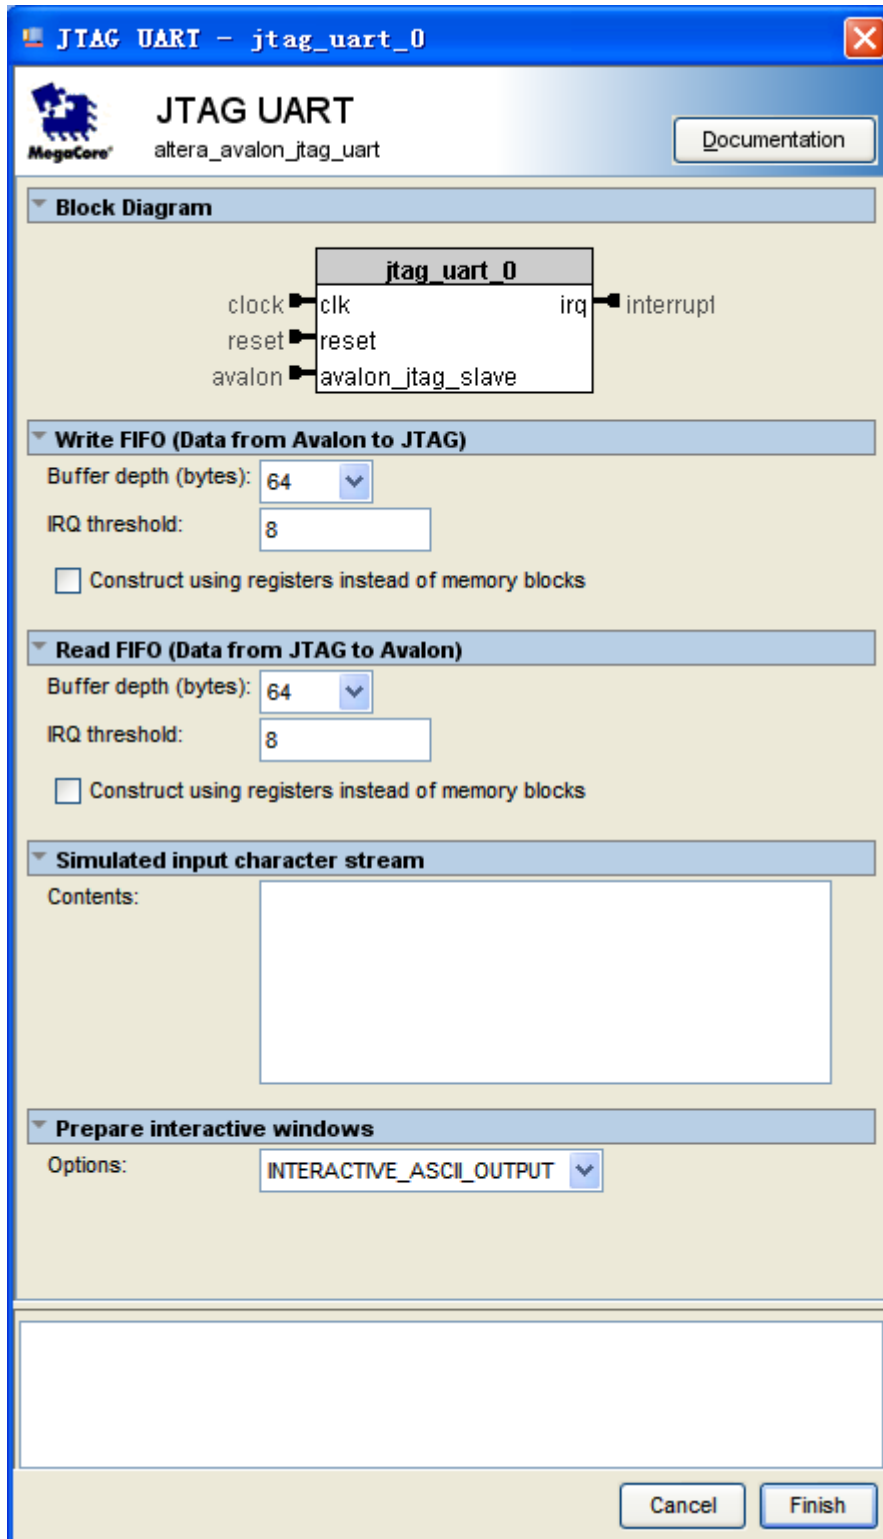 JTAG UART - jtag_uart_0
JTAG UART
MegaCore®
altera_avalon_jtag_uart
Documentation
Block Diagram
jtag_uart_0
clock clk irq interrupt
reset reset
avalon avalon_jtag_slave
Write FIFO (Data from Avalon to JTAG)
Buffer depth (bytes): 64
IRQ threshold: 8
Construct using registers instead of memory blocks
Read FIFO (Data from JTAG to Avalon)
Buffer depth (bytes): 64
IRQ threshold: 8
Construct using registers instead of memory blocks
Simulated input character stream
Contents:
Prepare interactive windows
Options: INTERACTIVE_ASCII_OUTPUT
Cancel Finish